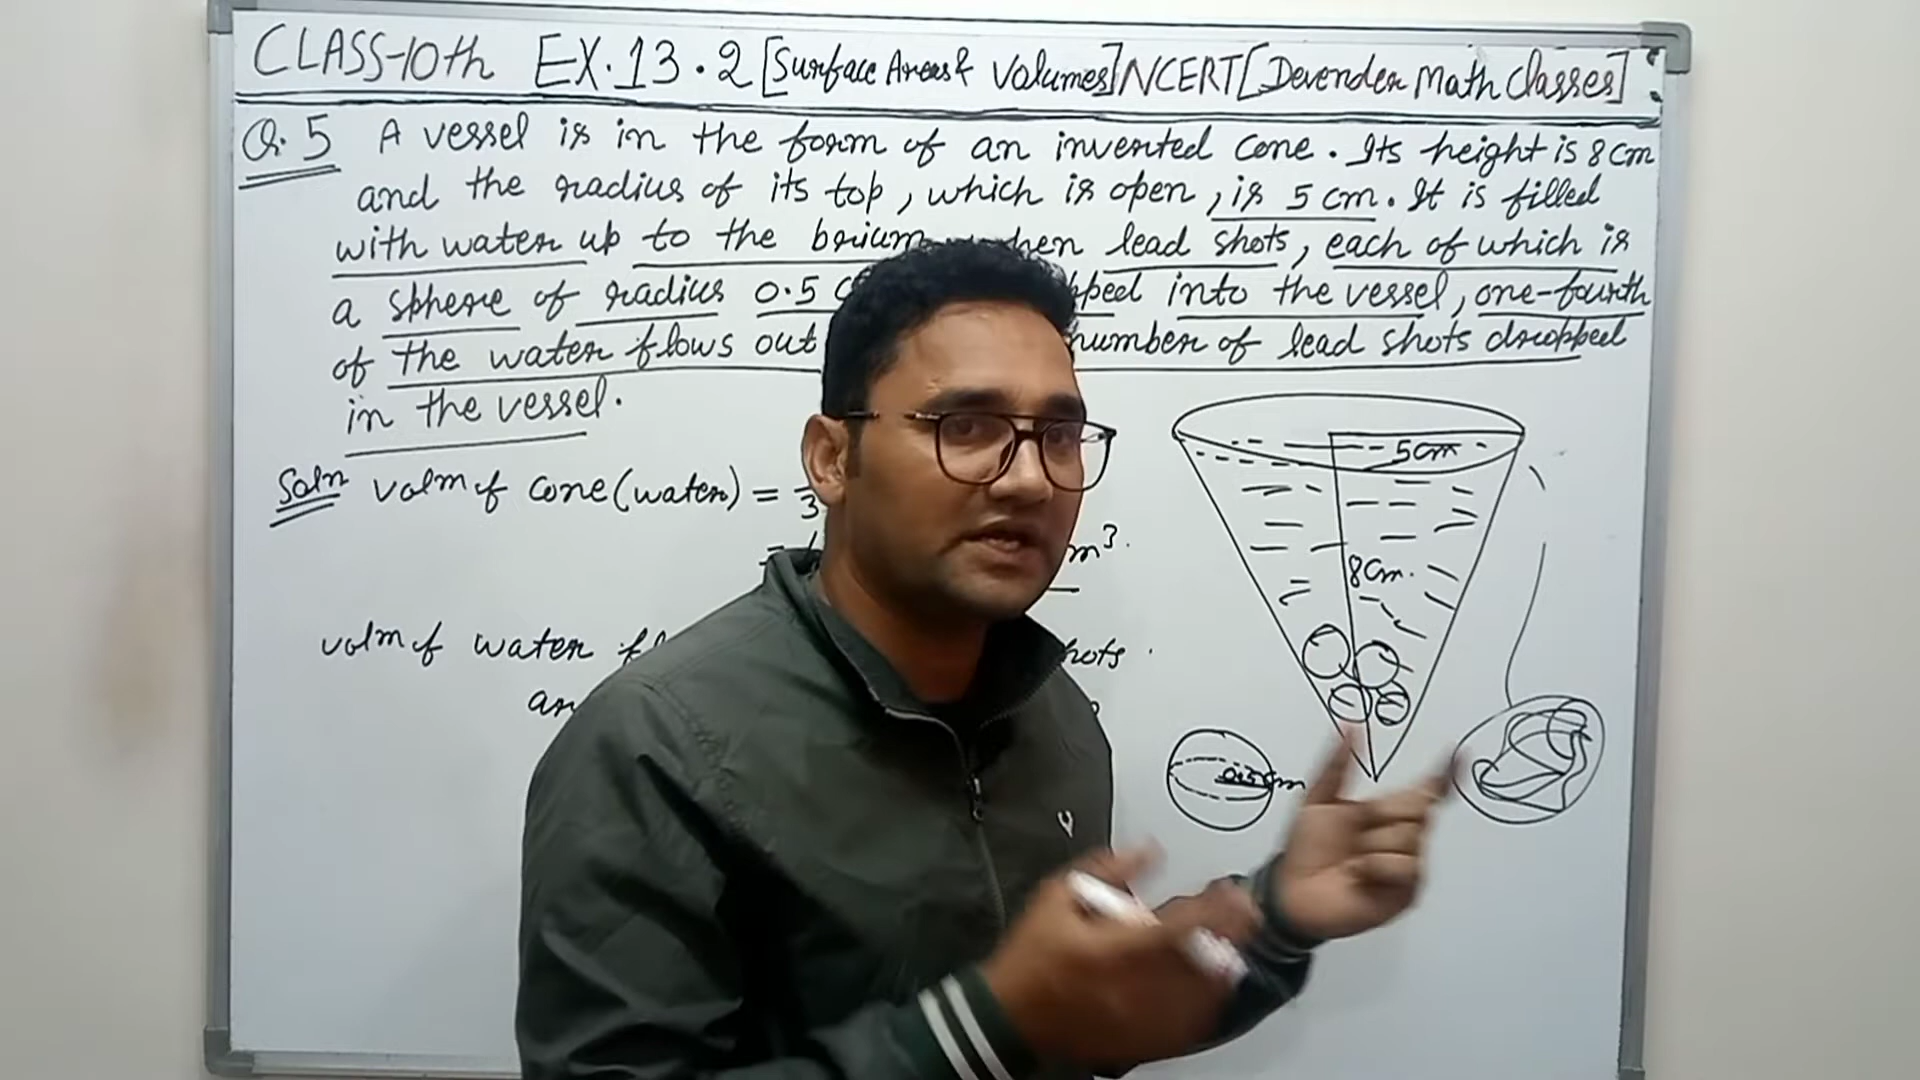 CLASS-10th EX.13.2 [Surface Areas & Volumes] NCERT [Devender Math Classes]
Q.5 A vessel is in the form of an inverted cone. Its height is 8 cm
and the radius of its top, which is open, is 5 cm. It is filled
with water up to the brium lead shots, each of which is
a sphere of radius 0.5 into the vessel, one-fourth
of the water flows out number of lead shots dropped
in the vessel.
Soln volm of cone (water) =
3
= m³.
volm of water
5cm
8cm.
0.5cm